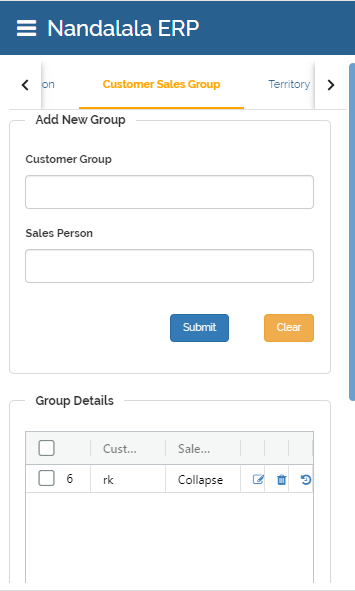 Nandalala ERP
on Customer Sales Group Territory
Add New Group
Customer Group
Sales Person
Submit Clear
Group Details
Cust... Sale...
6 rk Collapse